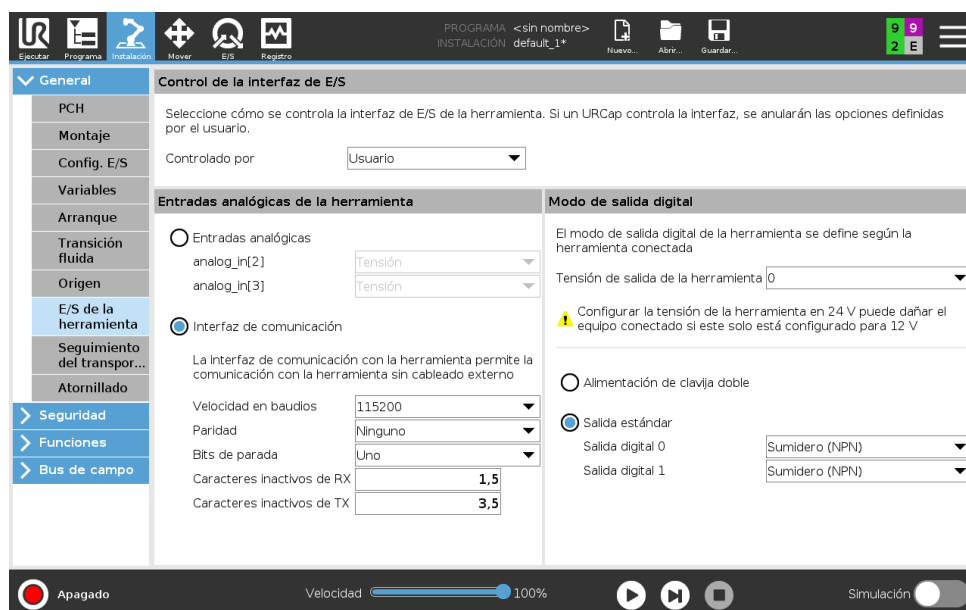 UR
PROGRAMA <sin nombre>
INSTALACIÓN default_1*
9 9
2 E
Ejecutar Programa Instalación Mover E/S Registro Nuevo... Abrir... Guardar...
General
PCH
Montaje
Config. E/S
Variables
Arranque
Transición
fluida
Origen
E/S de la
herramienta
Seguimiento
del transpor...
Atornillado
Seguridad
Funciones
Bus de campo
Control de la interfaz de E/S
Seleccione cómo se controla la interfaz de E/S de la herramienta. Si un URCap controla la interfaz, se anularán las opciones definidas
por el usuario.
Controlado por Usuario
Entradas analógicas de la herramienta
Entradas analógicas
analog_in[2] Tensión
analog_in[3] Tensión
Interfaz de comunicación
La interfaz de comunicación con la herramienta permite la
comunicación con la herramienta sin cableado externo
Velocidad en baudios 115200
Paridad Ninguno
Bits de parada Uno
Caracteres inactivos de RX 1,5
Caracteres inactivos de TX 3,5
Modo de salida digital
El modo de salida digital de la herramienta se define según la
herramienta conectada
Tensión de salida de la herramienta 0
Configurar la tensión de la herramienta en 24 V puede dañar el
equipo conectado si este solo está configurado para 12 V
Alimentación de clavija doble
Salida estándar
Salida digital 0 Sumidero (NPN)
Salida digital 1 Sumidero (NPN)
Apagado Velocidad 100% Simulación